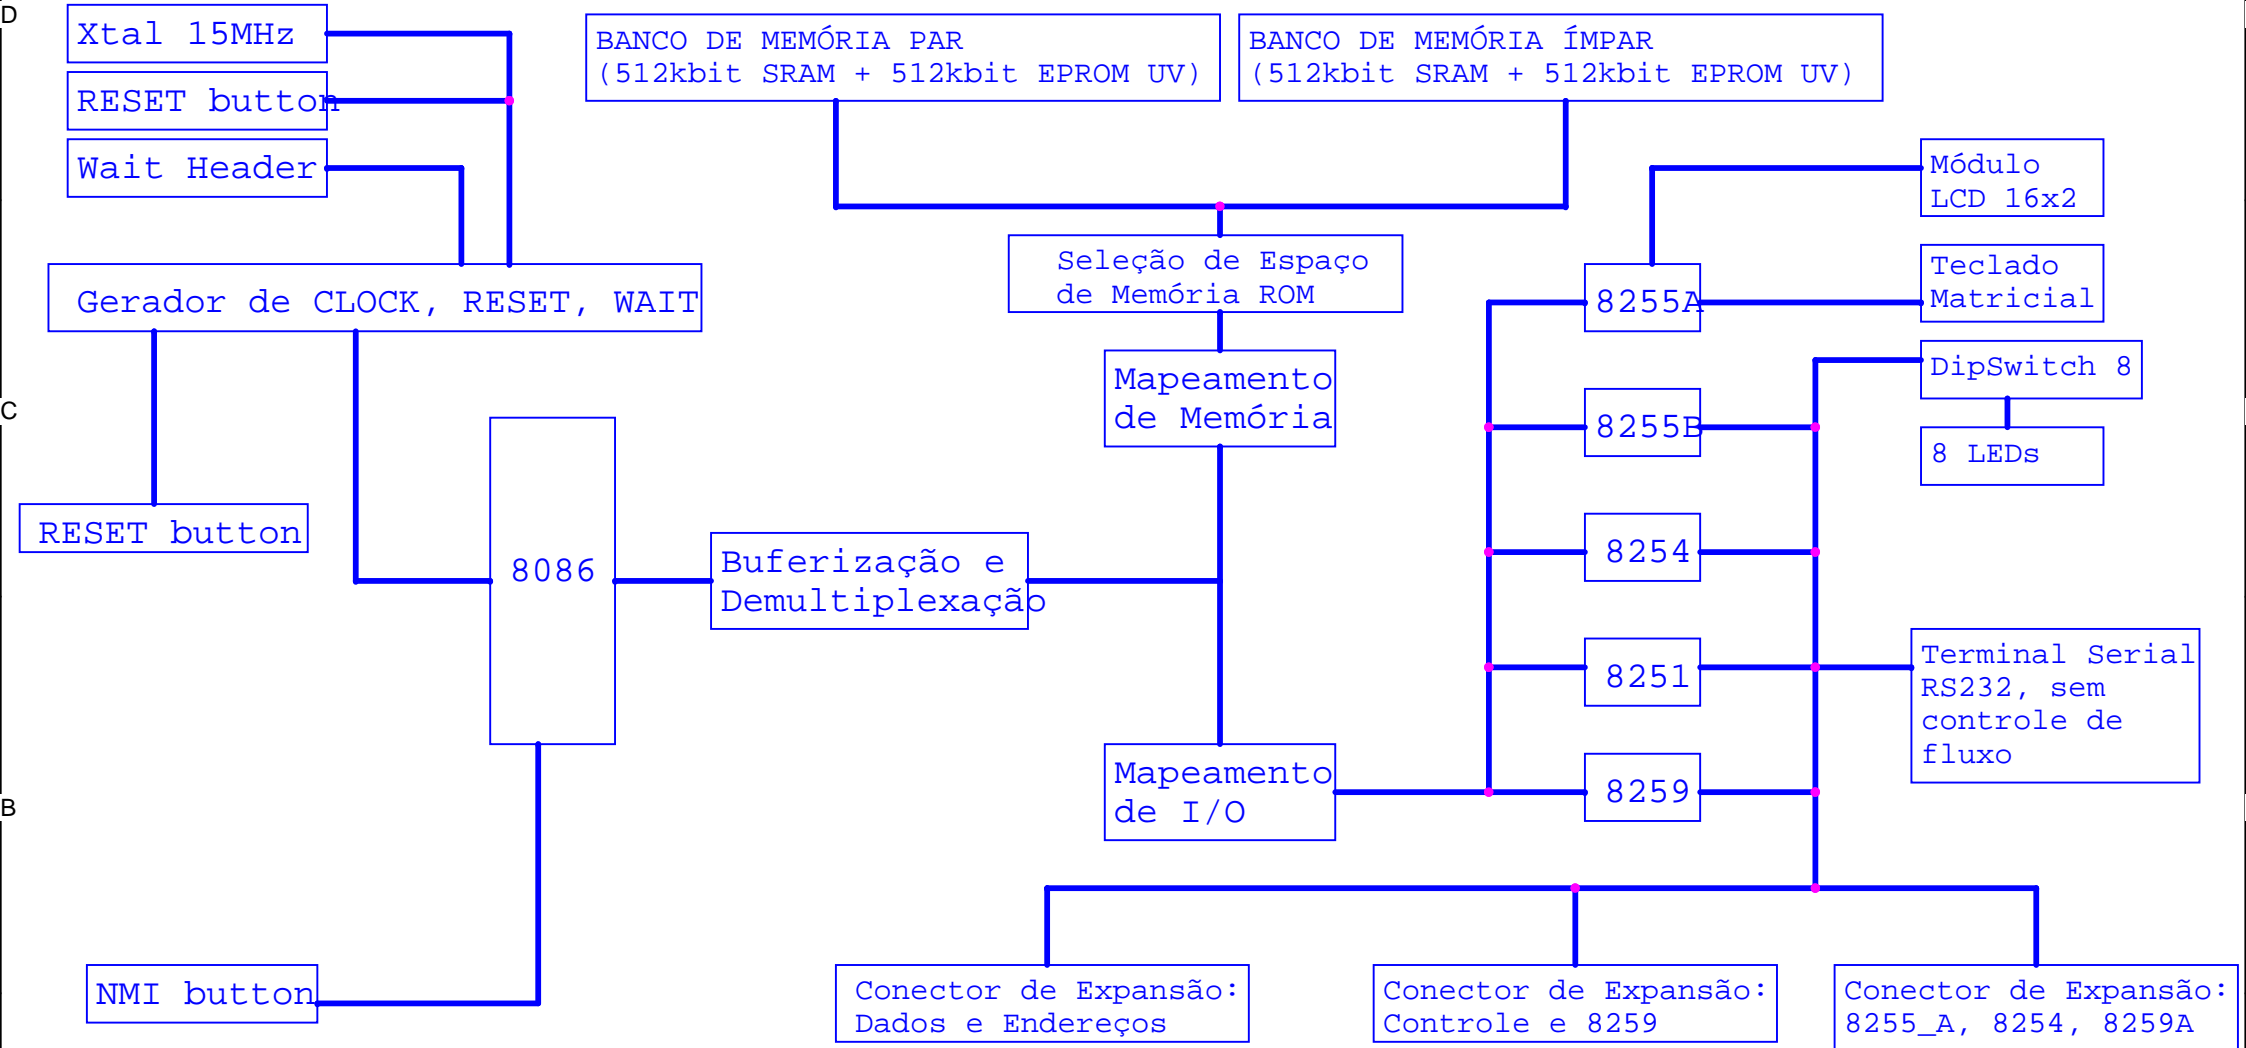 D
Xtal 15MHz
RESET button
Wait Header
BANCO DE MEMÓRIA PAR
(512kbit SRAM + 512kbit EPROM UV)
BANCO DE MEMÓRIA ÍMPAR
(512kbit SRAM + 512kbit EPROM UV)
Módulo
LCD 16x2
Seleção de Espaço
de Memória ROM
Gerador de CLOCK, RESET, WAIT
8255A
Teclado
Matricial
Mapeamento
de Memória
DipSwitch 8
C
8255B
8 LEDs
RESET button
8086
Buferização e
Demultiplexação
8254
8251
Terminal Serial
RS232, sem
controle de
fluxo
Mapeamento
de I/O
8259
B
NMI button
Conector de Expansão:
Dados e Endereços
Conector de Expansão:
Controle e 8259
Conector de Expansão:
8255_A, 8254, 8259A